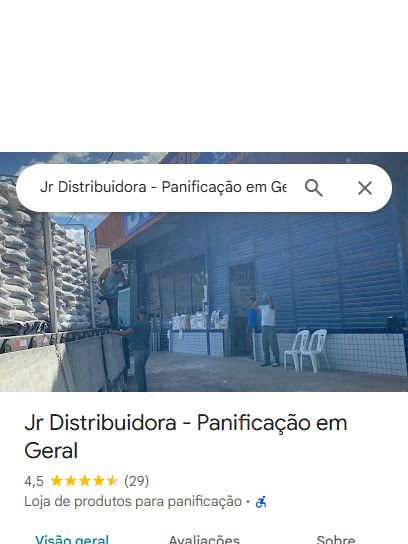 Jr Distribuidora - Panificação em Ge
Jr Distribuidora - Panificação em
Geral
4,5 (29)
Loja de produtos para panificação ·
Visão geral Avaliações Sobre